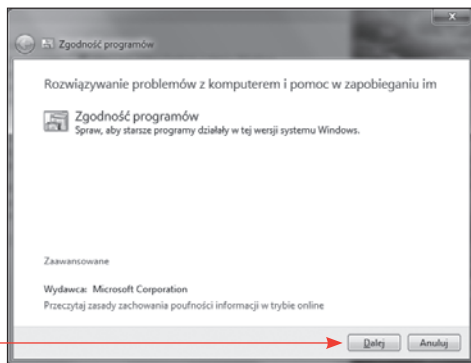 Zgodność programów
Rozwiązywanie problemów z komputerem i pomoc w zapobieganiu im
Zgodność programów
Spraw, aby starsze programy działały w tej wersji systemu Windows.
Zaawansowane
Wydawca: Microsoft Corporation
Przeczytaj zasady zachowania poufności informacji w trybie online
Dalej Anuluj